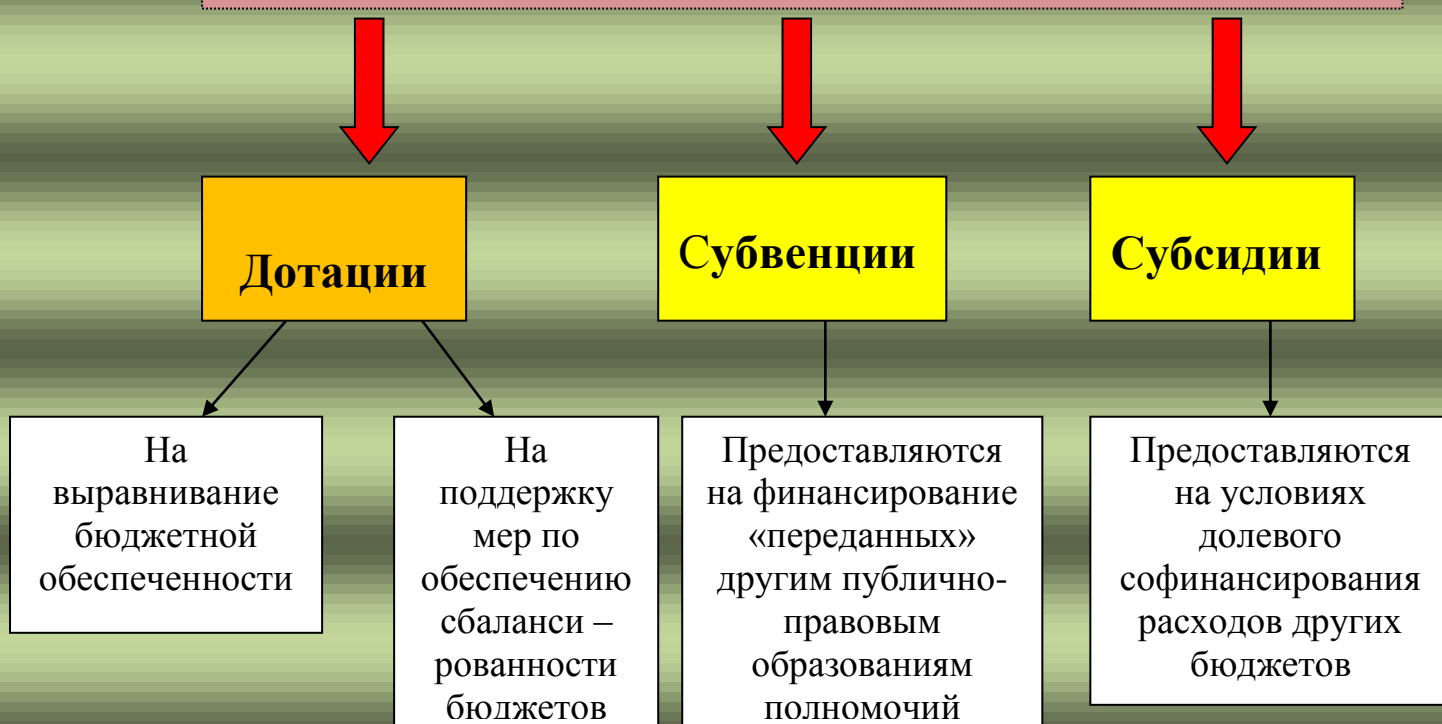 Дотации
Субвенции
Субсидии
На
выравнивание
бюджетной
обеспеченности
На
поддержку
мер по
обеспечению
сбаланси –
рованности
бюджетов
Предоставляются
на финансирование
«переданных»
другим публично-
правовым
образованиям
полномочий
Предоставляются
на условиях
долевого
софинансирования
расходов других
бюджетов